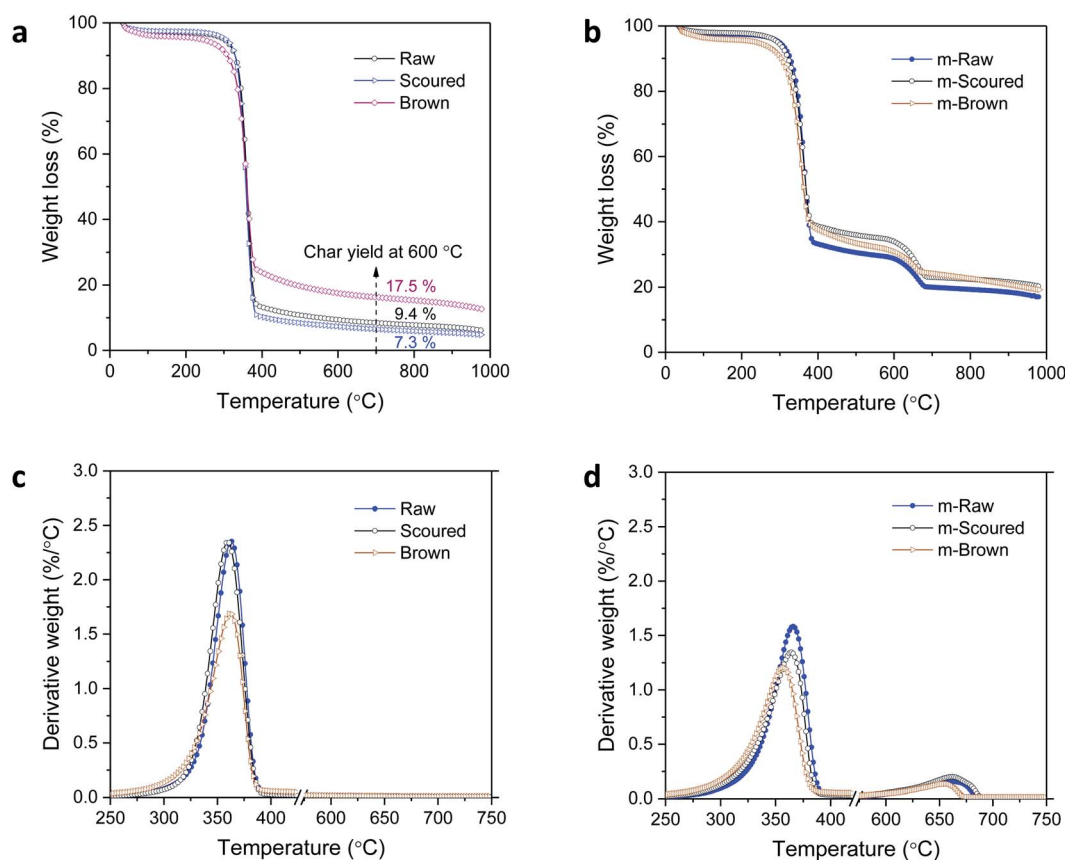 a
100
80
60
40
20
0
Weight loss (%)
Raw
Scoured
Brown
Char yield at 600 °C
17.5 %
9.4 %
7.3 %
0 200 400 600 800 1000
Temperature (°C)
b
100
80
60
40
20
0
Weight loss (%)
m-Raw
m-Scoured
m-Brown
0 200 400 600 800 1000
Temperature (°C)
c
3.0
2.5
2.0
1.5
1.0
0.5
0.0
Derivative weight (%/°C)
Raw
Scoured
Brown
250 300 350 400 600 650 700 750
Temperature (°C)
d
3.0
2.5
2.0
1.5
1.0
0.5
0.0
Derivative weight (%/°C)
m-Raw
m-Scoured
m-Brown
250 300 350 400 600 650 700 750
Temperature (°C)